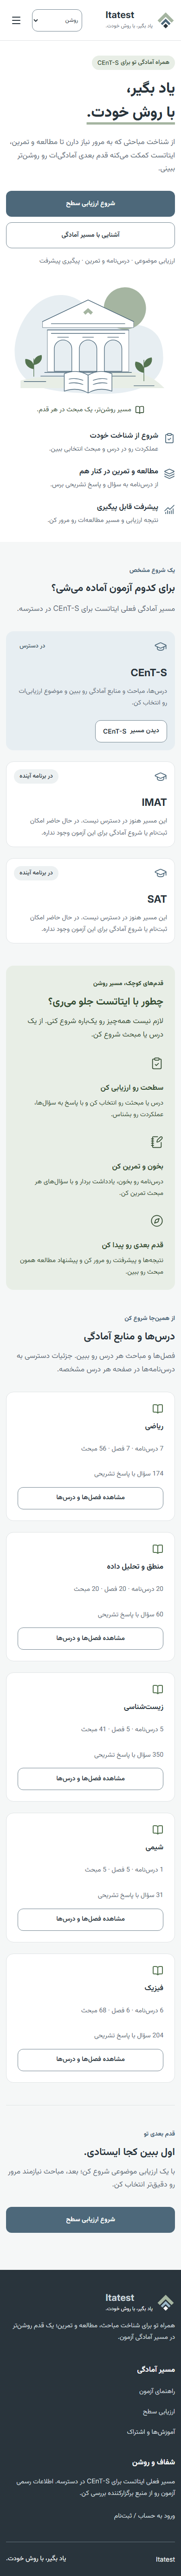 Itatest
یاد بگیر، با روش خودت.
روشن
همراه آمادگی تو برای CEnT-S
یاد بگیر،
با روش خودت.
از شناخت مباحثی که به مرور نیاز دارن تا مطالعه و تمرین،
ایتاتست کمکت می‌کنه قدم بعدی آمادگی‌ات رو روشن‌تر
ببینی.
شروع ارزیابی سطح
آشنایی با مسیر آمادگی
ارزیابی موضوعی · درس‌نامه و تمرین · پیگیری پیشرفت
مسیر روشن‌تر، یک مبحث در هر قدم.
شروع از شناخت خودت
عملکردت رو در درس و مبحث انتخابی ببین.
مطالعه و تمرین در کنار هم
از درس‌نامه به سؤال و پاسخ تشریحی برس.
پیشرفت قابل پیگیری
نتیجه ارزیابی و مسیر مطالعه‌ات رو مرور کن.
یک شروع مشخص
برای کدوم آزمون آماده می‌شی؟
مسیر آمادگی فعلی ایتاتست برای CEnT-S در دسترسه.
در دسترس
CEnT-S
درس‌ها، مباحث و منابع آمادگی رو ببین و موضوع ارزیابی‌ات
رو انتخاب کن.
دیدن مسیر CEnT-S
در برنامه آینده
IMAT
این مسیر هنوز در دسترس نیست. در حال حاضر امکان
ثبت‌نام یا شروع آمادگی برای این آزمون وجود نداره.
در برنامه آینده
SAT
این مسیر هنوز در دسترس نیست. در حال حاضر امکان
ثبت‌نام یا شروع آمادگی برای این آزمون وجود نداره.
قدم‌های کوچک، مسیر روشن
چطور با ایتاتست جلو می‌ری؟
لازم نیست همه‌چیز رو یک‌باره شروع کنی. از یک
درس یا مبحث شروع کن.
سطحت رو ارزیابی کن
درس یا مبحثت رو انتخاب کن و با پاسخ به سؤال‌ها،
عملکردت رو بشناس.
بخون و تمرین کن
درس‌نامه رو بخون، یادداشت بردار و با سؤال‌های هر
مبحث تمرین کن.
قدم بعدی رو پیدا کن
نتیجه‌ها و پیشرفتت رو مرور کن و پیشنهاد مطالعه همون
مبحث رو ببین.
از همین‌جا شروع کن
درس‌ها و منابع آمادگی
فصل‌ها و مباحث هر درس رو ببین. جزئیات دسترسی به
درس‌نامه‌ها در صفحه هر درس مشخصه.
ریاضی
7 درس‌نامه · 7 فصل · 56 مبحث
174 سؤال با پاسخ تشریحی
مشاهده فصل‌ها و درس‌ها
منطق و تحلیل داده
20 درس‌نامه · 20 فصل · 20 مبحث
60 سؤال با پاسخ تشریحی
مشاهده فصل‌ها و درس‌ها
زیست‌شناسی
5 درس‌نامه · 5 فصل · 41 مبحث
350 سؤال با پاسخ تشریحی
مشاهده فصل‌ها و درس‌ها
شیمی
1 درس‌نامه · 5 فصل · 5 مبحث
31 سؤال با پاسخ تشریحی
مشاهده فصل‌ها و درس‌ها
فیزیک
6 درس‌نامه · 6 فصل · 68 مبحث
204 سؤال با پاسخ تشریحی
مشاهده فصل‌ها و درس‌ها
قدم بعدی تو
اول ببین کجا ایستادی.
با یک ارزیابی موضوعی شروع کن؛ بعد، مباحث نیازمند مرور
رو دقیق‌تر انتخاب کن.
شروع ارزیابی سطح
Itatest
یاد بگیر، با روش خودت.
همراه تو برای شناخت مباحث، مطالعه و تمرین؛ یک قدم روشن‌تر
در مسیر آمادگی آزمون.
مسیر آمادگی
راهنمای آزمون
ارزیابی سطح
آموزش‌ها و اشتراک
شفاف و روشن
مسیر فعلی ایتاتست برای CEnT-S در دسترسه. اطلاعات رسمی
آزمون رو از منبع برگزارکننده بررسی کن.
ورود به حساب / ثبت‌نام
Itatest
یاد بگیر، با روش خودت.